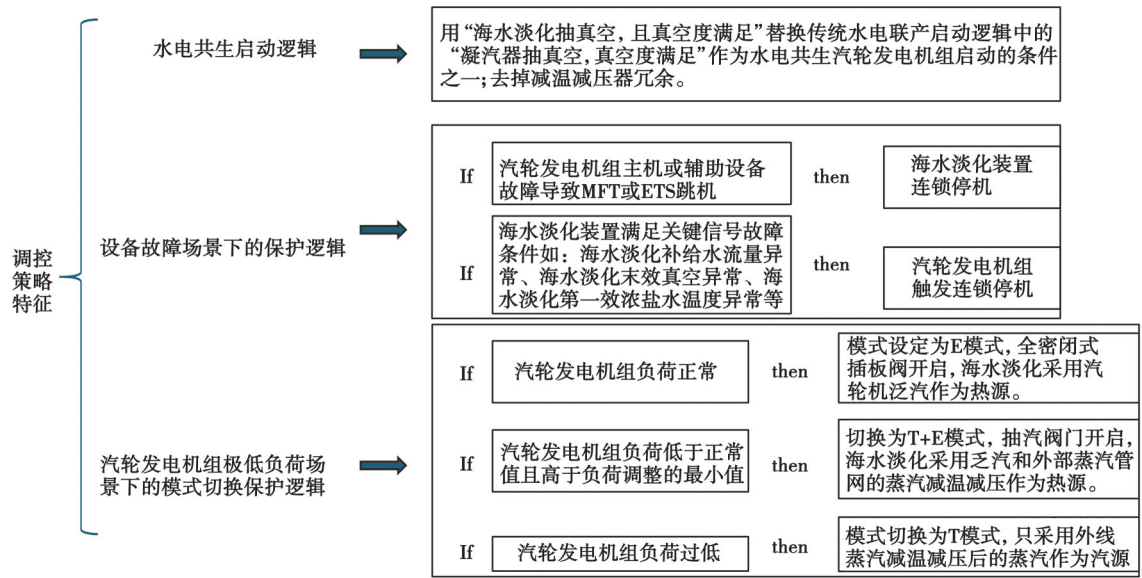 调控
策略
特征
水电共生启动逻辑
用“海水淡化抽真空，且真空度满足”替换传统水电联产启动逻辑中的
“凝汽器抽真空，真空度满足”作为水电共生汽轮发电机组启动的条件
之一；去掉减温减压器冗余。
设备故障场景下的保护逻辑
If
汽轮发电机组主机或辅助设备
故障导致MFT或ETS跳机
then
海水淡化装置
连锁停机
If
海水淡化装置满足关键信号故障
条件如：海水淡化补给水流量异
常、海水淡化末效真空异常、海
水淡化第一效浓盐水温度异常等
then
汽轮发电机组
触发连锁停机
汽轮发电机组极低负荷场
景下的模式切换保护逻辑
If
汽轮发电机组负荷正常
then
模式设定为E模式，全密闭式
插板阀开启，海水淡化采用汽
轮机泛汽作为热源。
If
汽轮发电机组负荷低于正常
值且高于负荷调整的最小值
then
切换为T+E模式，抽汽阀门开启，
海水淡化采用乏汽和外部蒸汽管
网的蒸汽减温减压作为热源。
If
汽轮发电机组负荷过低
then
模式切换为T模式，只采用外线
蒸汽减温减压后的蒸汽作为汽源